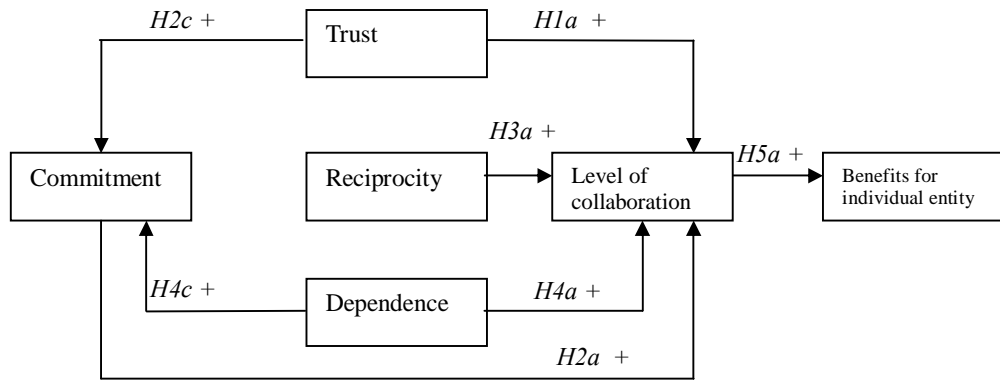 H2c +
Trust
H1a +
H3a +
H5a +
Commitment
Reciprocity
Level of
collaboration
Benefits for
individual entity
H4c +
Dependence
H4a +
H2a +